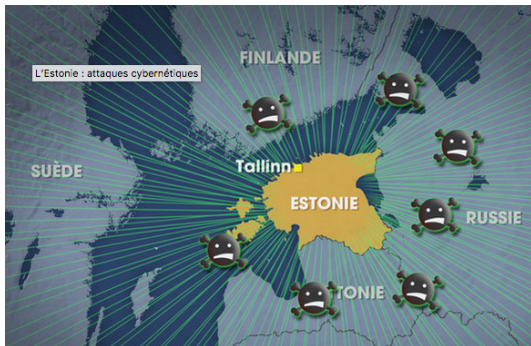 FINLANDE
L'Estonie : attaques cybernétiques
Tallinn
SUÈDE
ESTONIE
RUSSIE
TONIE